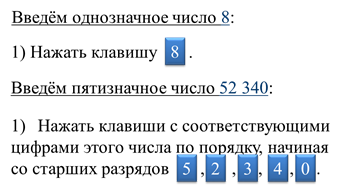 Введём однозначное число 8:
1) Нажать клавишу 8 .
Введём пятизначное число 52 340:
1) Нажать клавиши с соответствующими
цифрами этого числа по порядку, начиная
со старших разрядов 5 , 2 , 3 , 4 , 0 .